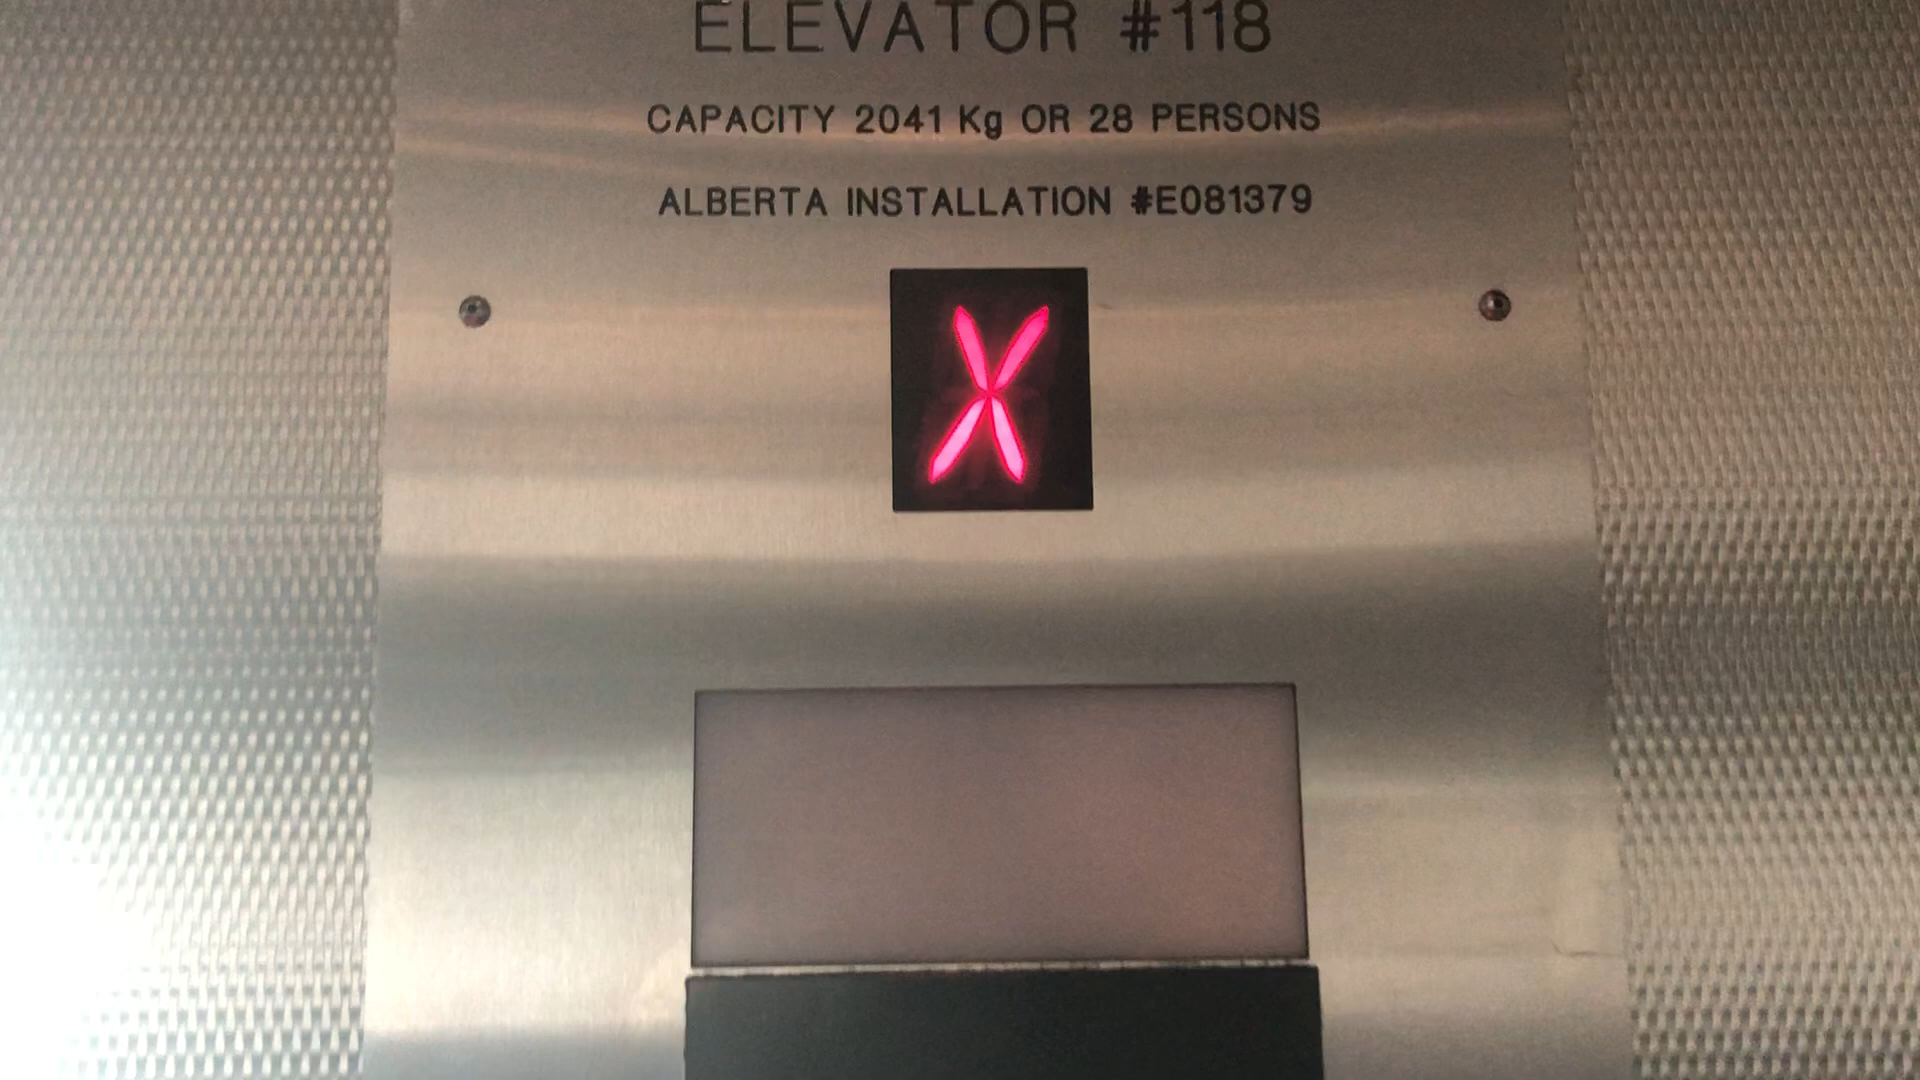 ELEVATOR #118
CAPACITY 2041 Kg OR 28 PERSONS
ALBERTA INSTALLATION #E081379
X